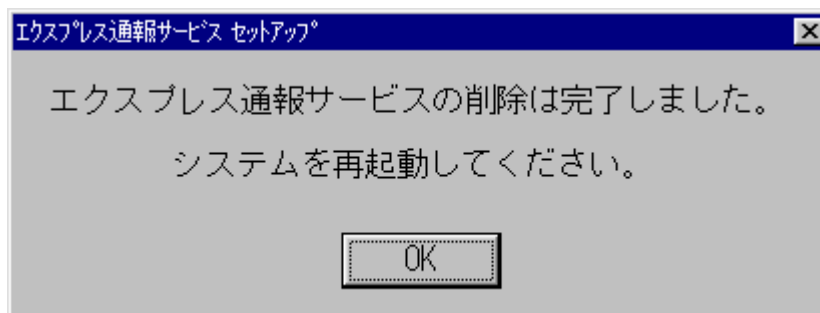 ｴｸｽﾌﾟﾚｽ通報ｻｰﾋﾞｽ ｾｯﾄｱｯﾌﾟ
エクスプレス通報サービスの削除は完了しました。
システムを再起動してください。
OK